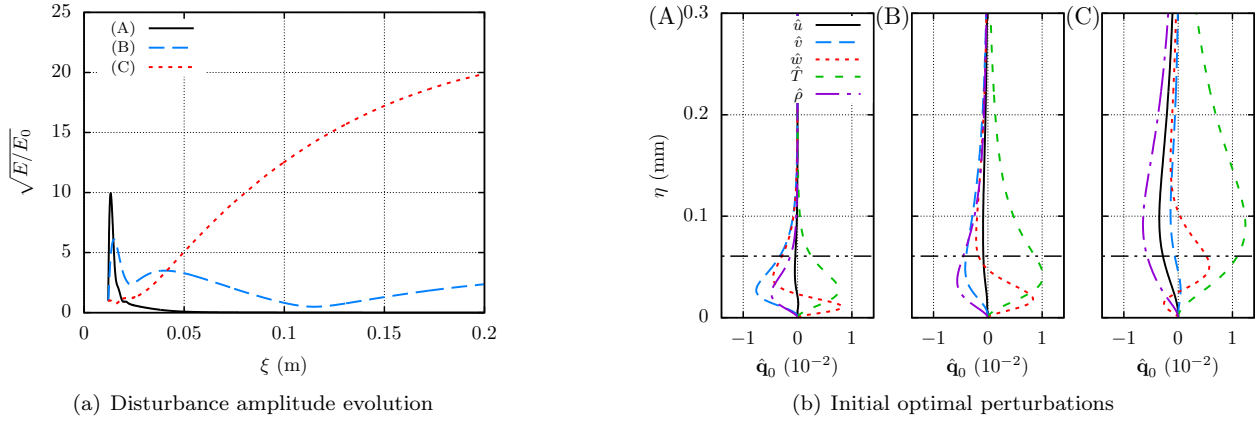 25
20
15
10
5
0
0
0.05
0.1
0.15
0.2
√E/E₀
ξ (m)
(A)
(B)
(C)
(a) Disturbance amplitude evolution
(A)
(B)
(C)
û
v̂
ŵ
T̂
ρ̂
0.3
0.2
0.1
0
η (mm)
−1 0 1
−1 0 1
−1 0 1
q̂₀ (10⁻²)
q̂₀ (10⁻²)
q̂₀ (10⁻²)
(b) Initial optimal perturbations